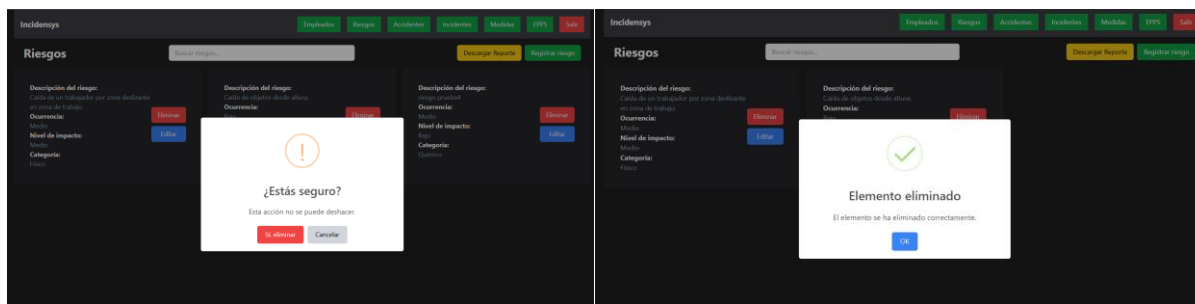 Incidensys
Empleados Riesgos Accidentes Incidentes Medidas EPPS Salir
Riesgos
Buscar riesgos...
Descargar Reporte
Registrar riesgo
Descripción del riesgo:
Caída de un trabajador por zona deslizante
en zona de trabajo.
Ocurrencia:
Medio
Nivel de impacto:
Medio
Categoría:
Físico
Eliminar
Editar
Descripción del riesgo:
Caída de objetos desde altura.
Ocurrencia:
Bajo
Eliminar
Descripción del riesgo:
riesgo prueba4
Ocurrencia:
Medio
Nivel de impacto:
Bajo
Categoría:
Químico
Eliminar
Editar
¿Estás seguro?
Esta acción no se puede deshacer.
Sí, eliminar
Cancelar
Incidensys
Empleados Riesgos Accidentes Incidentes Medidas EPPS Salir
Riesgos
Buscar riesgos...
Descargar Reporte
Registrar riesgo
Descripción del riesgo:
Caída de un trabajador por zona deslizante
en zona de trabajo.
Ocurrencia:
Medio
Nivel de impacto:
Medio
Categoría:
Físico
Eliminar
Editar
Descripción del riesgo:
Caída de objetos desde altura.
Ocurrencia:
Bajo
Eliminar
Elemento eliminado
El elemento se ha eliminado correctamente.
OK